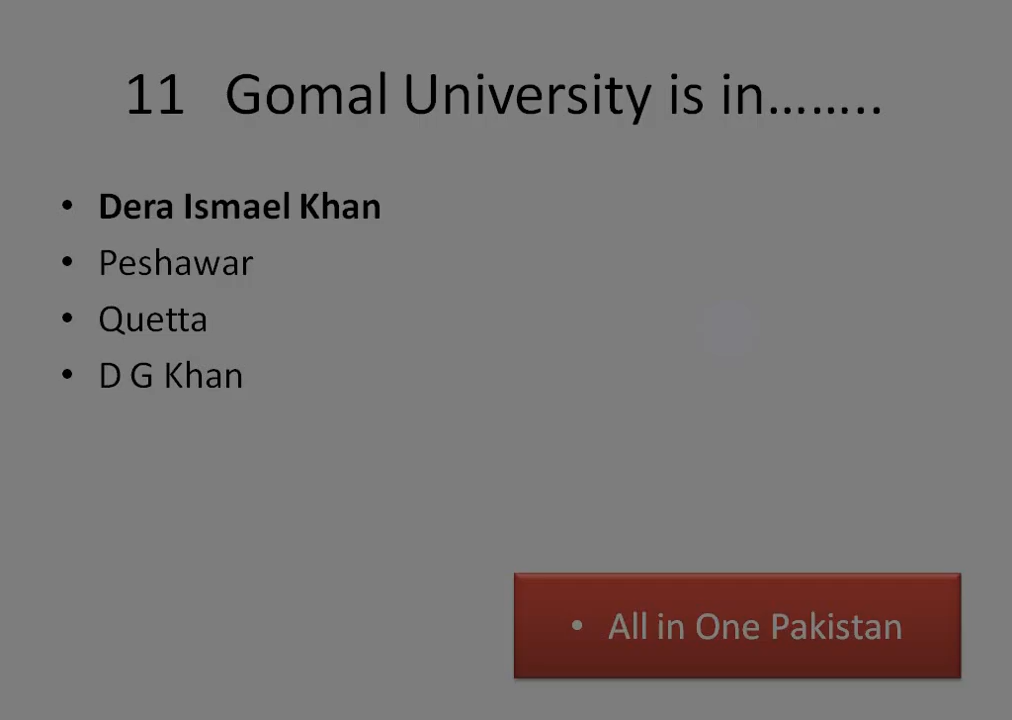 11 Gomal University is in……..
• Dera Ismael Khan
• Peshawar
• Quetta
• D G Khan
• All in One Pakistan